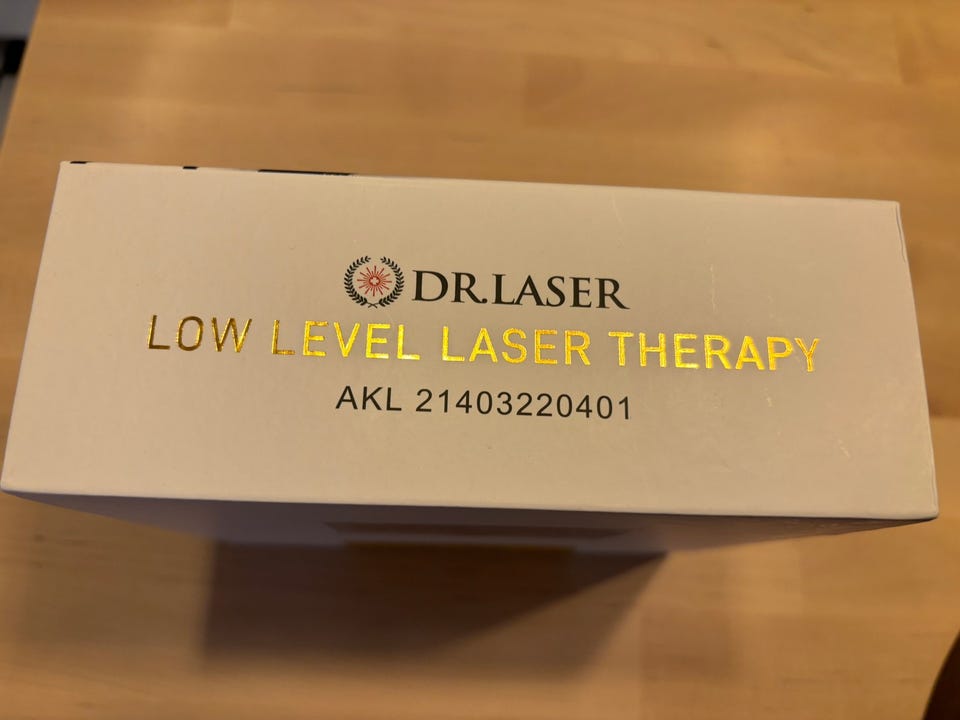 DR.LASER
LOW LEVEL LASER THERAPY
AKL 21403220401